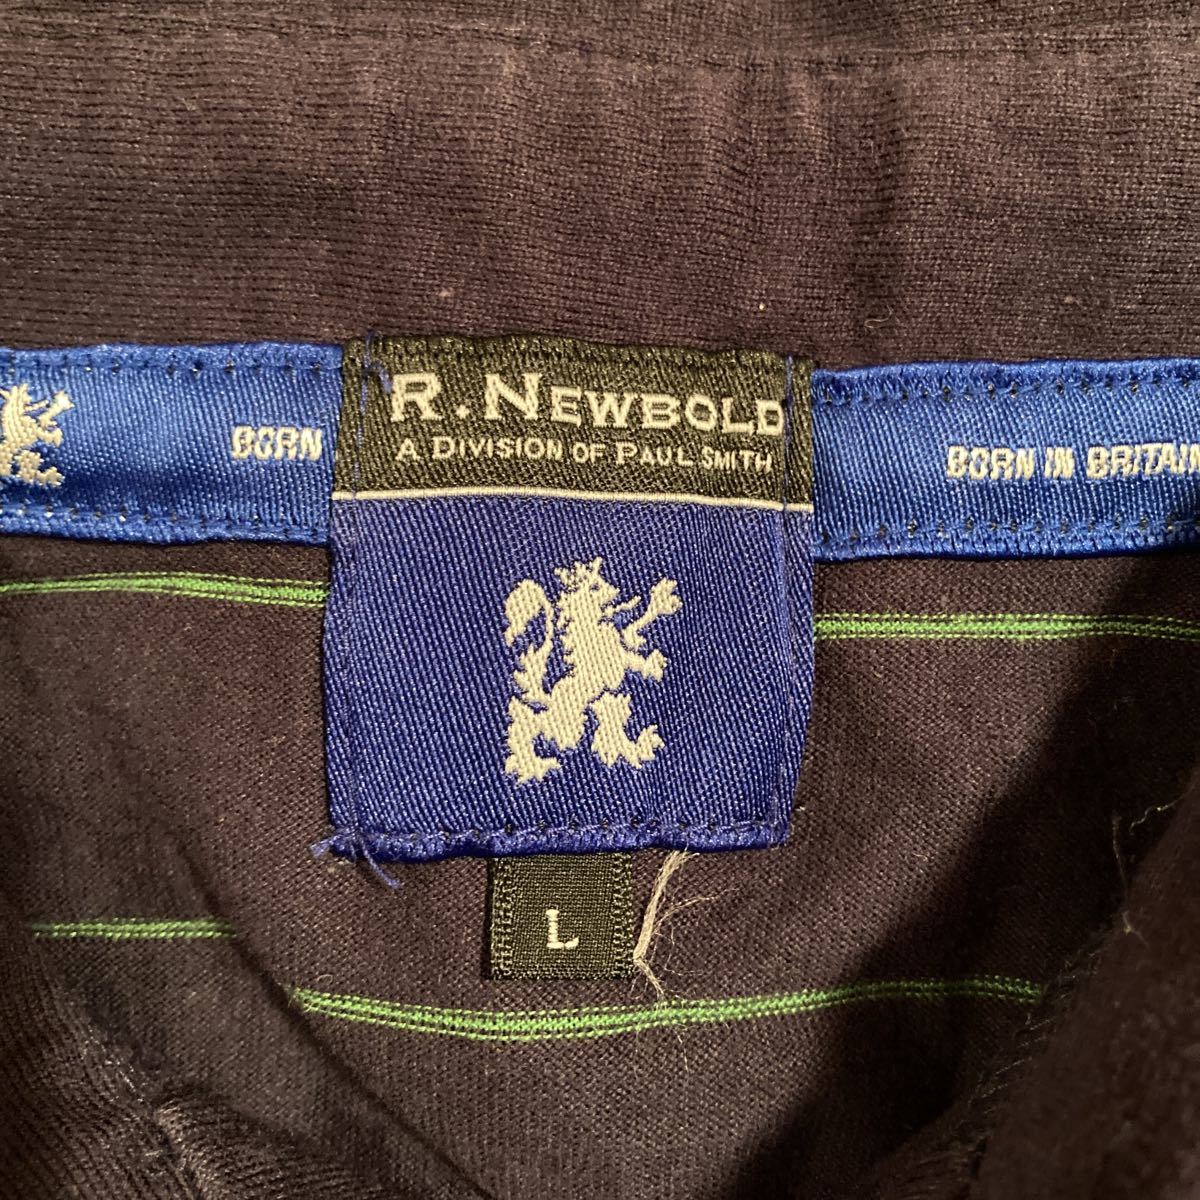 R. NEWBOLD
A DIVISION OF PAUL SMITH
BORN
BORN IN BRITAIN
L